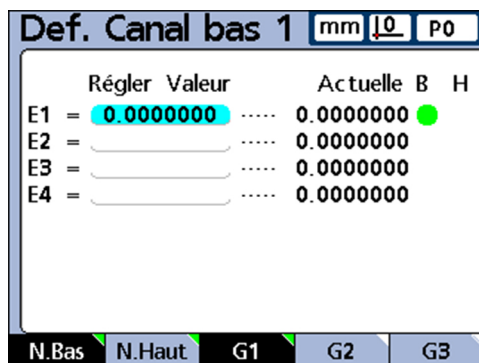 Def. Canal bas 1 mm 0 P0
Régler Valeur Actuelle B H
E1 = 0.0000000 ..... 0.0000000
E2 = ..... 0.0000000
E3 = ..... 0.0000000
E4 = ..... 0.0000000
N.Bas N.Haut G1 G2 G3